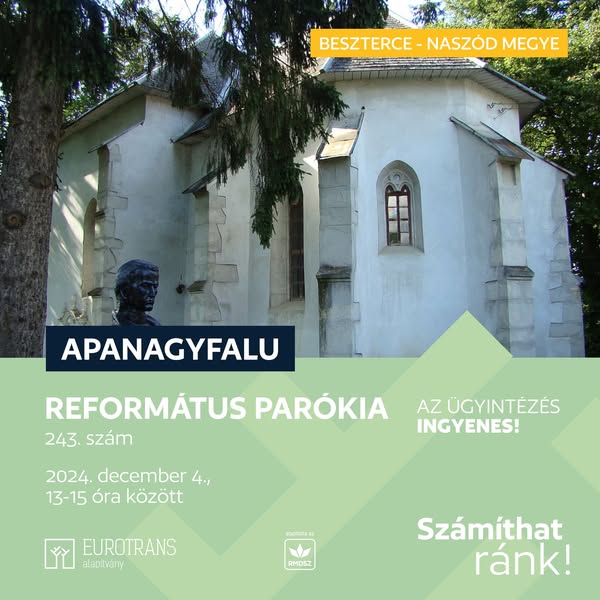 BESZTERCE - NASZÓD MEGYE
APANAGYFALU
REFORMÁTUS PARÓKIA
243. szám
2024. december 4.,
13-15 óra között
AZ ÜGYINTÉZÉS
INGYENES!
EUROTRANS
alapítvány
RMDSZ
Számíthat
ránk!